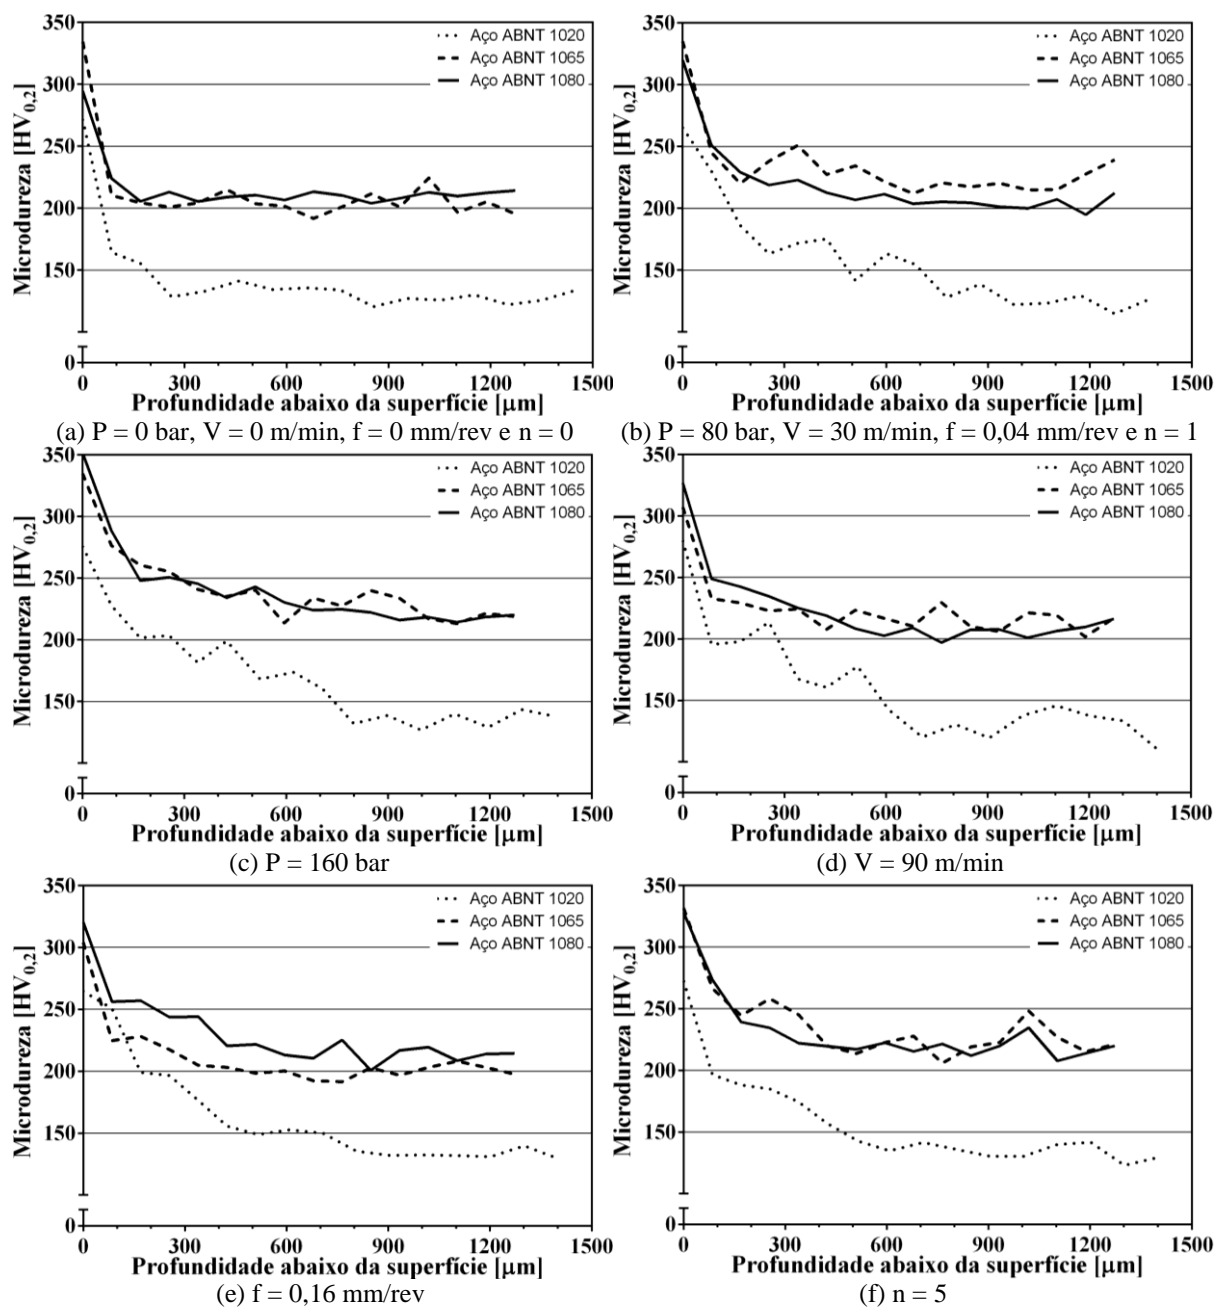 350
300
250
200
150
0
Microdureza [HV0,2]
Aço ABNT 1020
Aço ABNT 1065
Aço ABNT 1080
0 300 600 900 1200 1500
Profundidade abaixo da superfície [μm]
(a) P = 0 bar, V = 0 m/min, f = 0 mm/rev e n = 0
350
300
250
200
150
0
Microdureza [HV0,2]
Aço ABNT 1020
Aço ABNT 1065
Aço ABNT 1080
0 300 600 900 1200 1500
Profundidade abaixo da superfície [μm]
(b) P = 80 bar, V = 30 m/min, f = 0,04 mm/rev e n = 1
350
300
250
200
150
0
Microdureza [HV0,2]
Aço ABNT 1020
Aço ABNT 1065
Aço ABNT 1080
0 300 600 900 1200 1500
Profundidade abaixo da superfície [μm]
(c) P = 160 bar
350
300
250
200
150
0
Microdureza [HV0,2]
Aço ABNT 1020
Aço ABNT 1065
Aço ABNT 1080
0 300 600 900 1200 1500
Profundidade abaixo da superfície [μm]
(d) V = 90 m/min
350
300
250
200
150
0
Microdureza [HV0,2]
Aço ABNT 1020
Aço ABNT 1065
Aço ABNT 1080
0 300 600 900 1200 1500
Profundidade abaixo da superfície [μm]
(e) f = 0,16 mm/rev
350
300
250
200
150
0
Microdureza [HV0,2]
Aço ABNT 1020
Aço ABNT 1065
Aço ABNT 1080
0 300 600 900 1200 1500
Profundidade abaixo da superfície [μm]
(f) n = 5